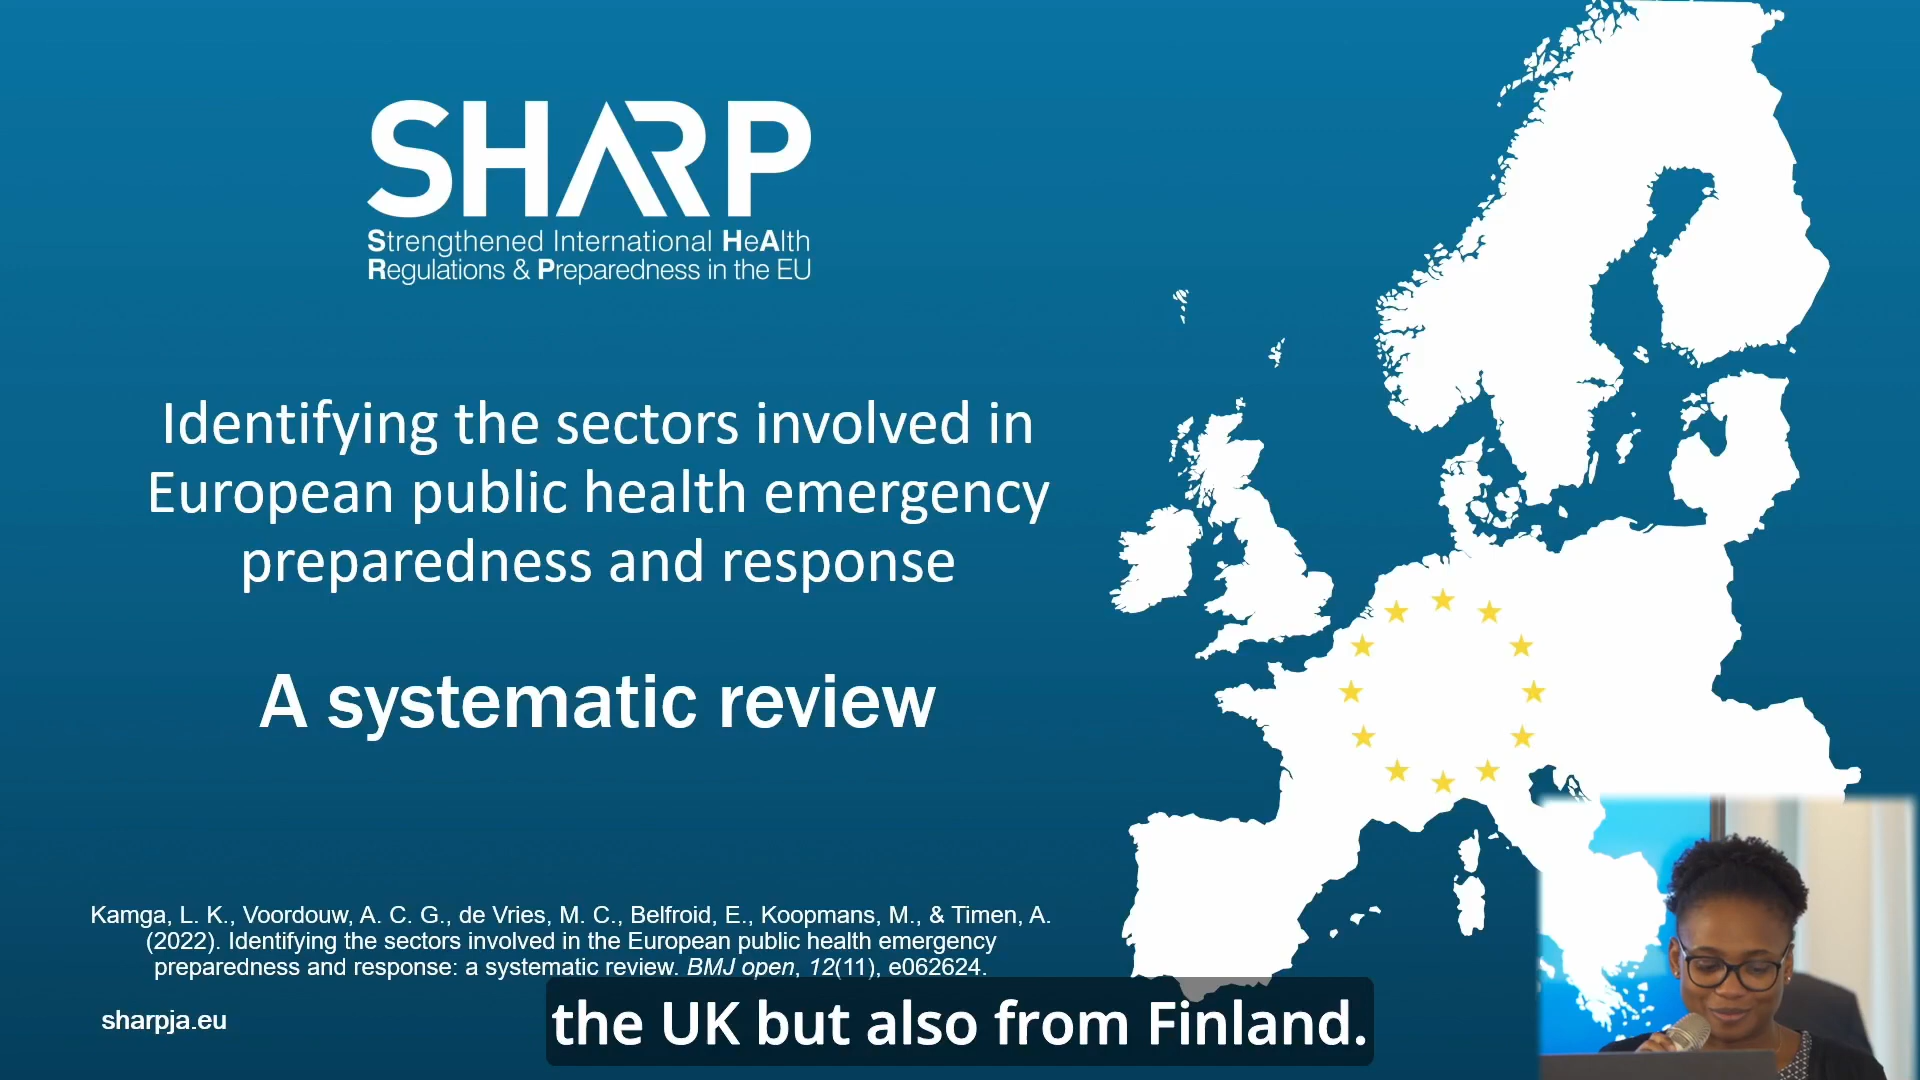 SHARP
Strengthened International HeAlth
Regulations & Preparedness in the EU
Identifying the sectors involved in
European public health emergency
preparedness and response
A systematic review
Kamga, L. K., Voordouw, A. C. G., de Vries, M. C., Belfroid, E., Koopmans, M., & Timen, A.
(2022). Identifying the sectors involved in the European public health emergency
preparedness and response: a systematic review. BMJ open, 12(11), e062624.
sharpja.eu
the UK but also from Finland.